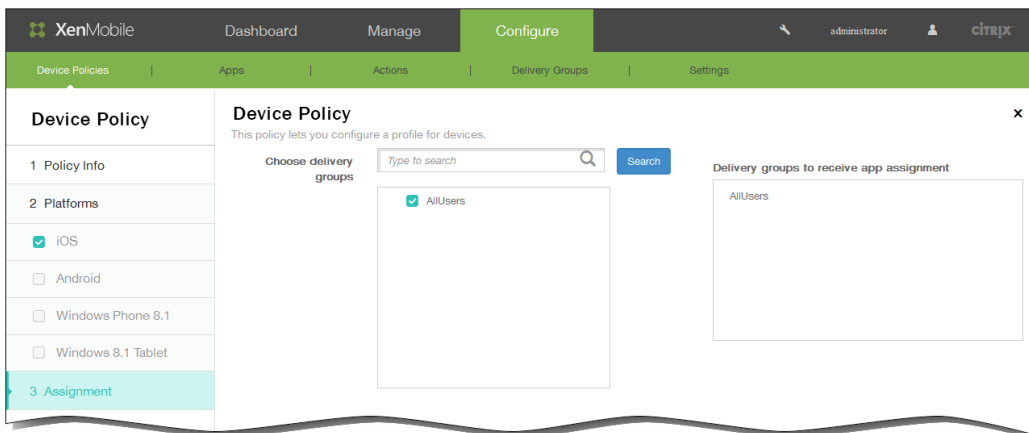 XenMobile Dashboard Manage Configure administrator CITRIX
Device Policies | Apps | Actions | Delivery Groups | Settings
Device Policy
1 Policy Info
2 Platforms
iOS
Android
Windows Phone 8.1
Windows 8.1 Tablet
3 Assignment
Device Policy x
This policy lets you configure a profile for devices.
Choose delivery
groups
Type to search
Search
AllUsers
Delivery groups to receive app assignment
AllUsers